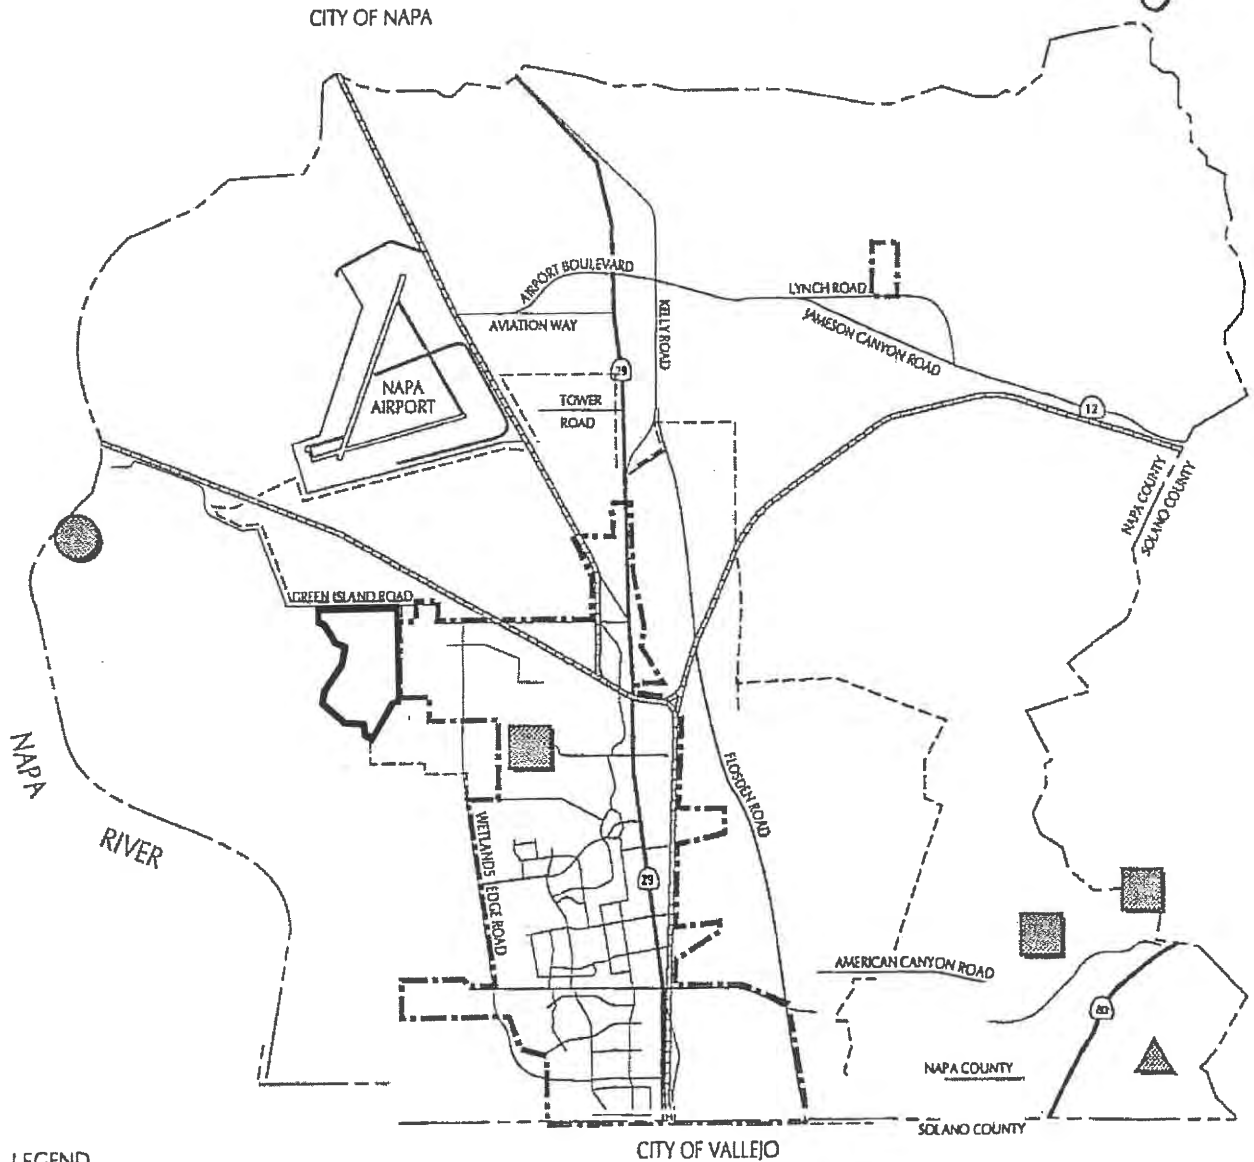 CITY OF NAPA
AIRPORT BOULEVARD
LYNCH ROAD
AVIATION WAY
KELLY ROAD
JAMESON CANYON ROAD
29
NAPA
AIRPORT
TOWER
ROAD
12
NAPA COUNTY
SOLANO COUNTY
GREEN ISLAND ROAD
NAPA
RIVER
FLOSDEN ROAD
WETLANDS EDGE ROAD
29
AMERICAN CANYON ROAD
80
NAPA COUNTY
SOLANO COUNTY
CITY OF VALLEJO
LEGEND